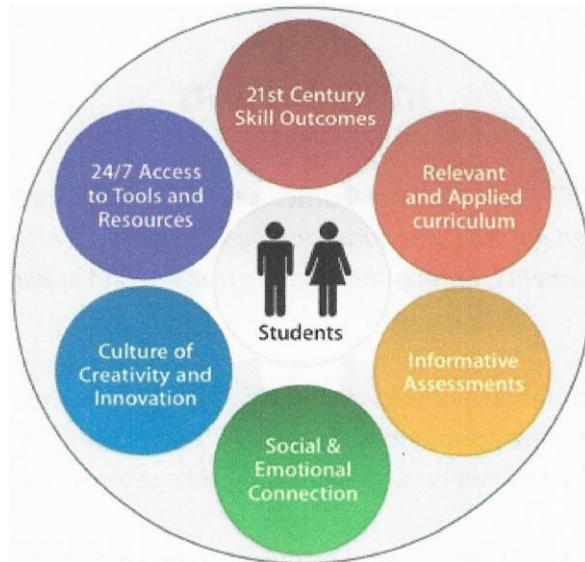 21st Century
Skill Outcomes
24/7 Access
to Tools and
Resources
Relevant
and Applied
curriculum
Students
Culture of
Creativity and
Innovation
Informative
Assessments
Social &
Emotional
Connection